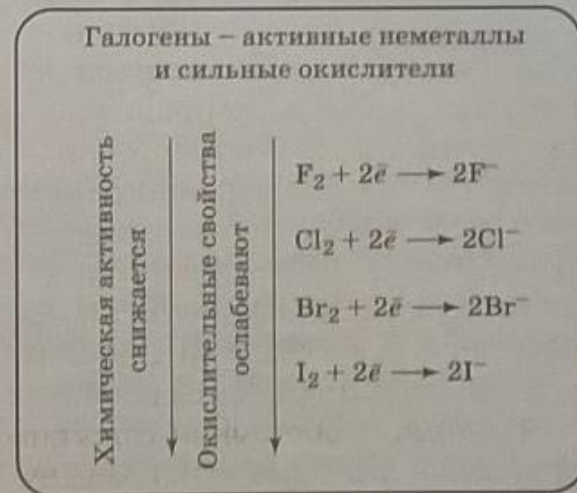 Галогены – активные неметаллы
и сильные окислители
Химическая активность
снижается
Окислительные свойства
ослабевают
F₂ + 2ē ⟶ 2F⁻
Cl₂ + 2ē ⟶ 2Cl⁻
Br₂ + 2ē ⟶ 2Br⁻
I₂ + 2ē ⟶ 2I⁻